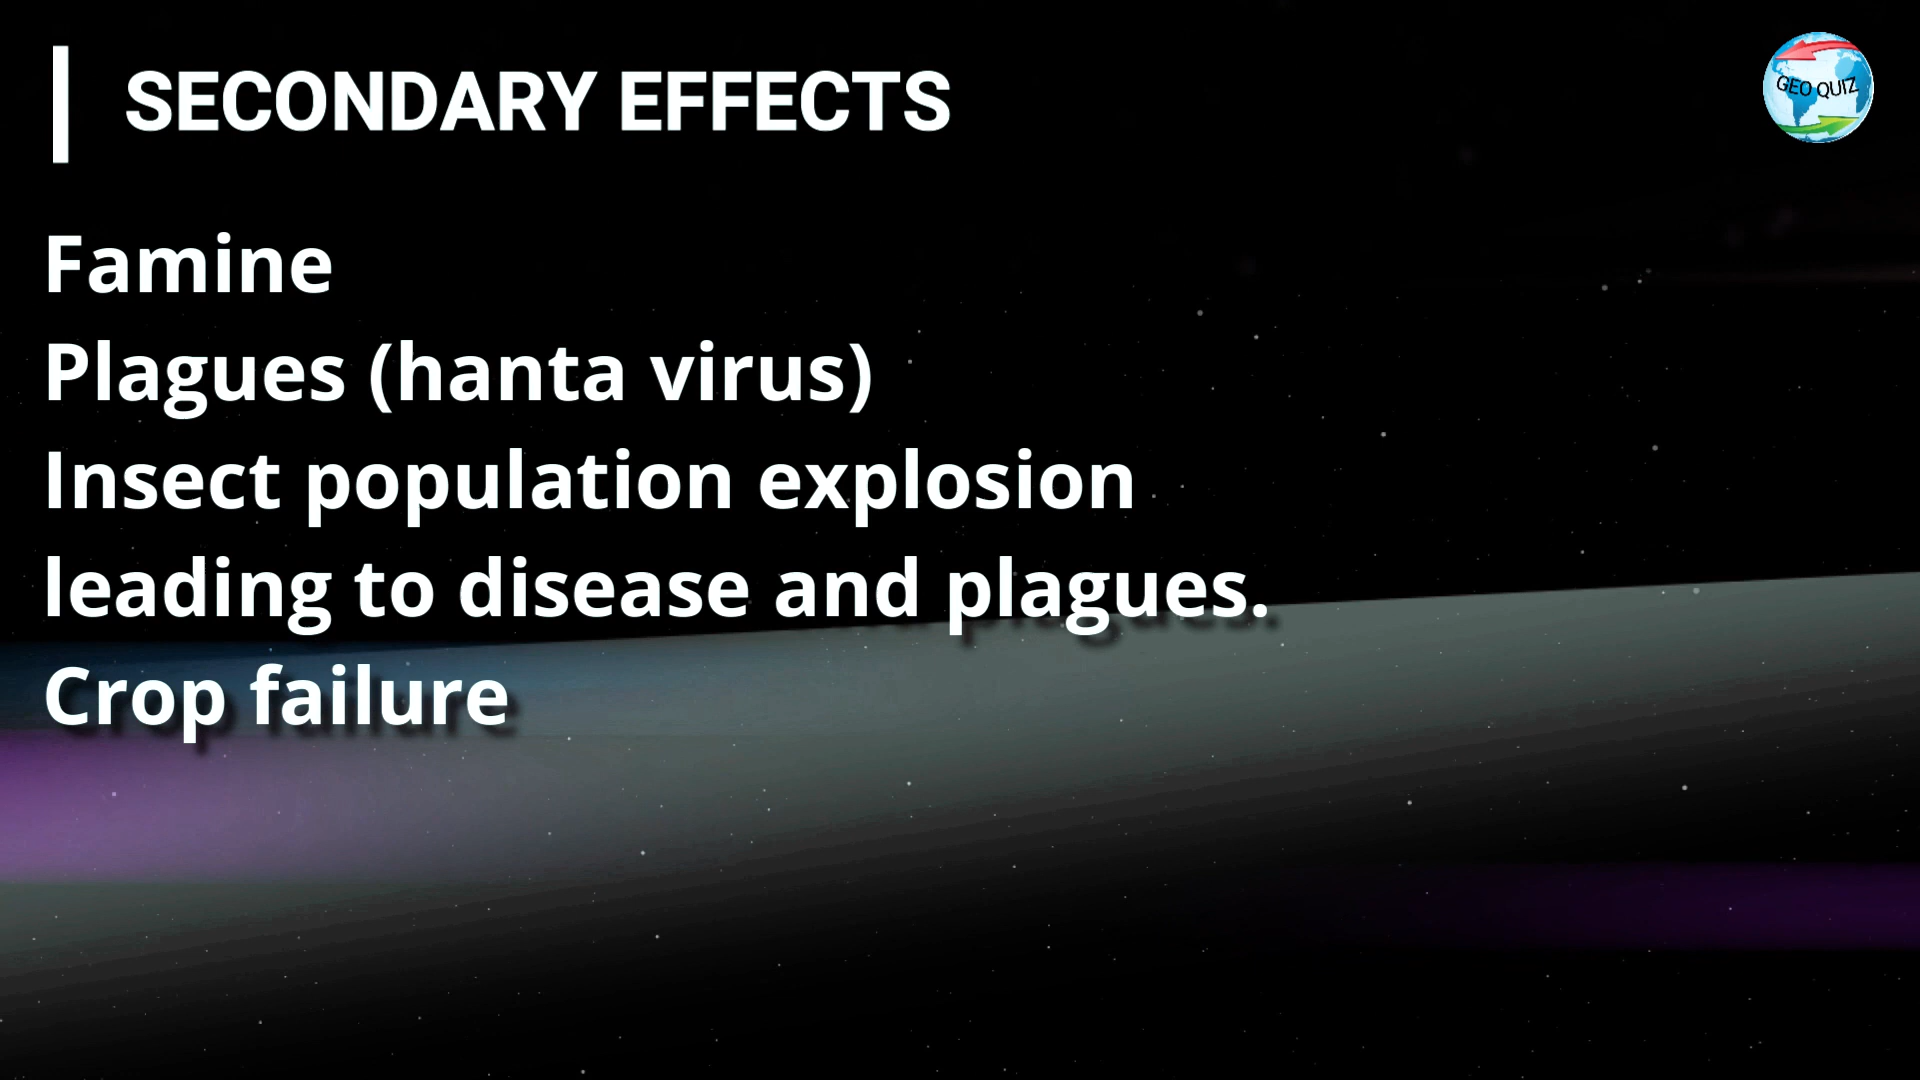 SECONDARY EFFECTS
GEO QUIZ
Famine
Plagues (hanta virus)
Insect population explosion
leading to disease and plagues.
Crop failure